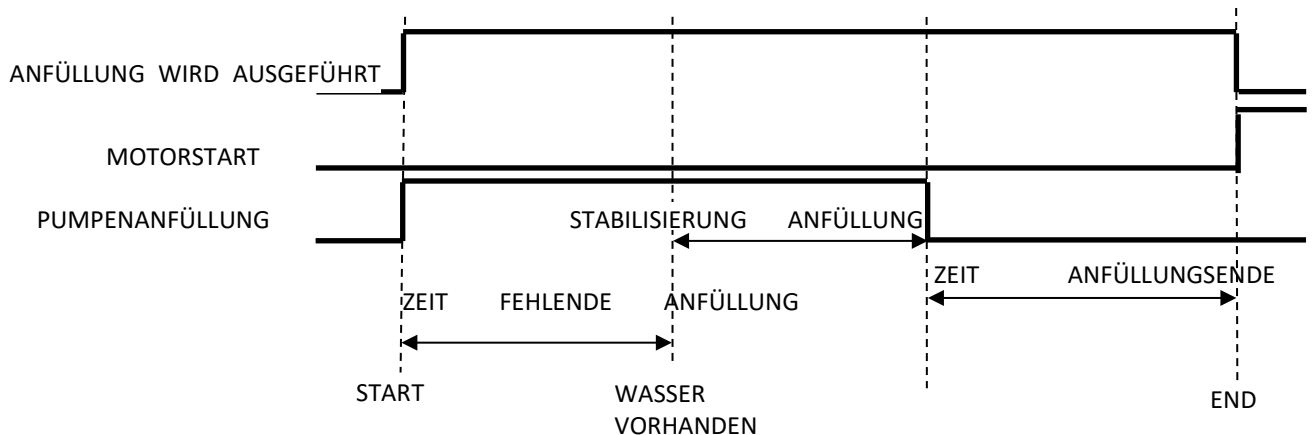 ANFÜLLUNG WIRD AUSGEFÜHRT
MOTORSTART
PUMPENANFÜLLUNG
STABILISIERUNG ANFÜLLUNG
ZEIT ANFÜLLUNGSENDE
ZEIT FEHLENDE ANFÜLLUNG
START
WASSER
VORHANDEN
END